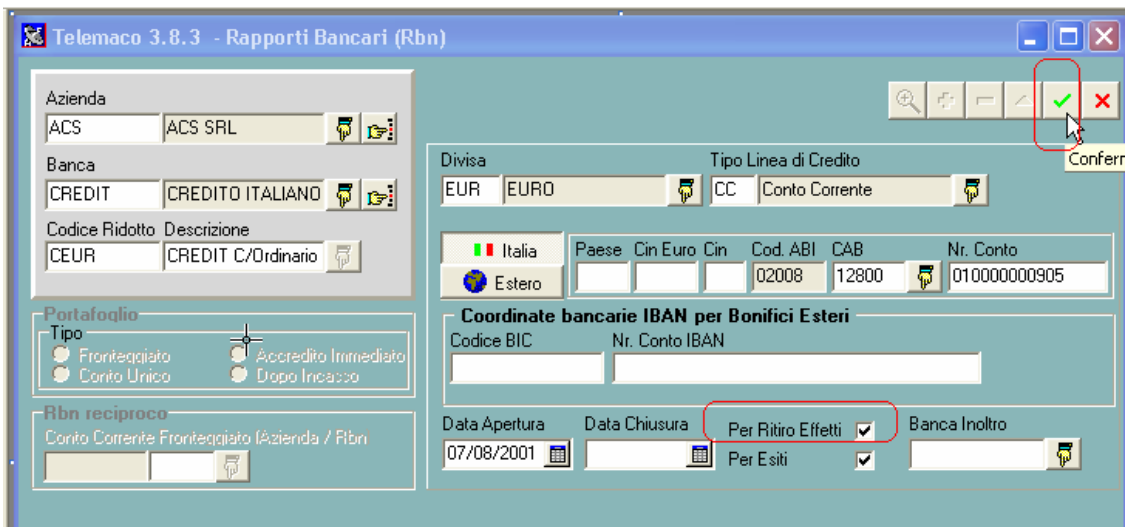 Telemaco 3.8.3 - Rapporti Bancari (Rbn)
Azienda
ACS ACS SRL
Banca
CREDIT CREDITO ITALIANO
Codice Ridotto Descrizione
CEUR CREDIT C/Ordinario
Portafoglio
Tipo
Fronteggiato Accredito Immediato
Conto Unico Dopo Incasso
Rbn reciproco
Conto Corrente Fronteggiato (Azienda / Rbn)
Conferm
Divisa Tipo Linea di Credito
EUR EURO CC Conto Corrente
Italia
Estero
Paese Cin Euro Cin Cod. ABI CAB Nr. Conto
02008 12800 010000000905
Coordinate bancarie IBAN per Bonifici Esteri
Codice BIC Nr. Conto IBAN
Data Apertura Data Chiusura Per Ritiro Effetti Banca Inoltro
07/08/2001 Per Esiti